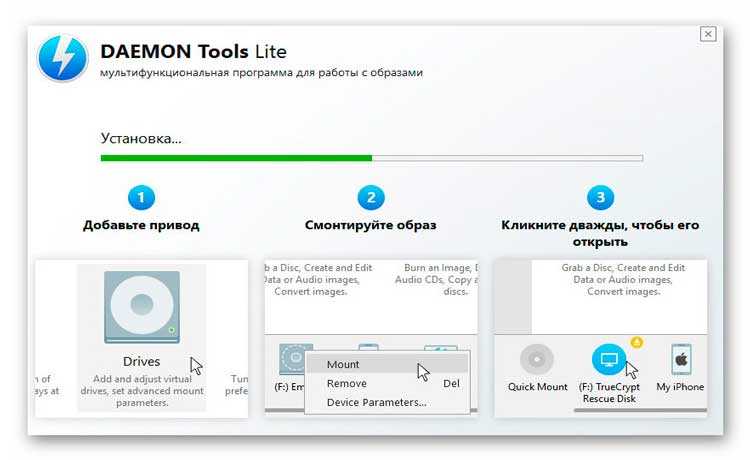 DAEMON Tools Lite
мультифункциональная программа для работы с образами
Установка...
1
Добавьте привод
2
Смонтируйте образ
3
Кликните дважды, чтобы его
открыть
Drives
Add and adjust virtual
drives, set advanced mount
parameters.
n of
ays at
Tun
prefe
b a Disc, Create and Edit
Data or Audio images,
Convert images.
Burn an Image, D
Audio CDs, Copy a
discs.
(F:) Em
Mount
Remove Del
Device Parameters...
Grab a Disc, Create and Edit
Data or Audio images,
Convert images.
Quick Mount
(F:) TrueCrypt
Rescue Disk
My iPhone